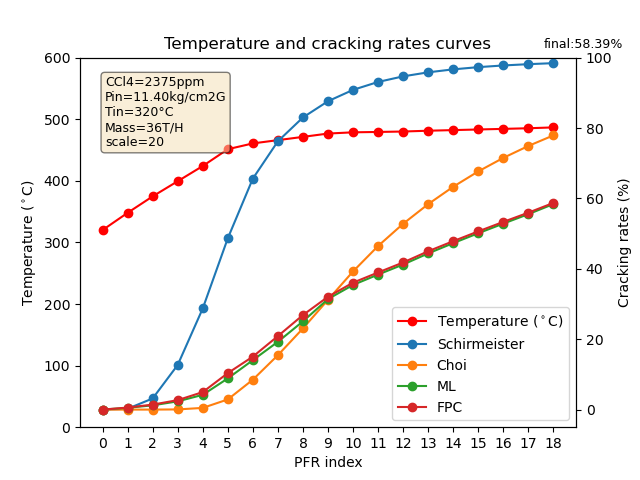 Temperature and cracking rates curves
final:58.39%
CCl4=2375ppm
Pin=11.40kg/cm2G
Tin=320°C
Mass=36T/H
scale=20
600
500
400
300
200
100
0
Temperature (°C)
100
80
60
40
20
0
Cracking rates (%)
Temperature (°C)
Schirmeister
Choi
ML
FPC
0 1 2 3 4 5 6 7 8 9 10 11 12 13 14 15 16 17 18
PFR index